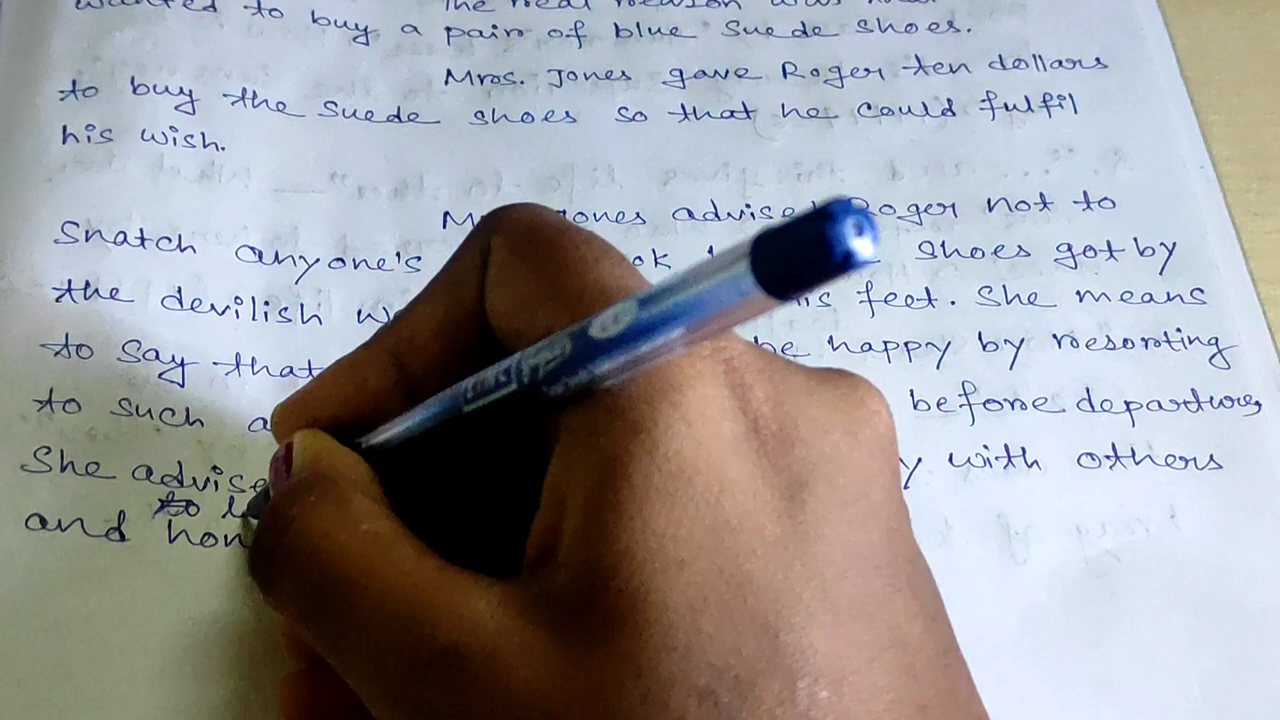 wanted to buy a pair of blue suede shoes.
Mrs. Jones gave Roger ten dollars
to buy the suede shoes so that he could fulfil
his wish.
Jones advised Roger not to
Snatch anyone's shoes got by
the devilish feet. She means
to say that be happy by resorting
to such before departure,
She advise with others
and